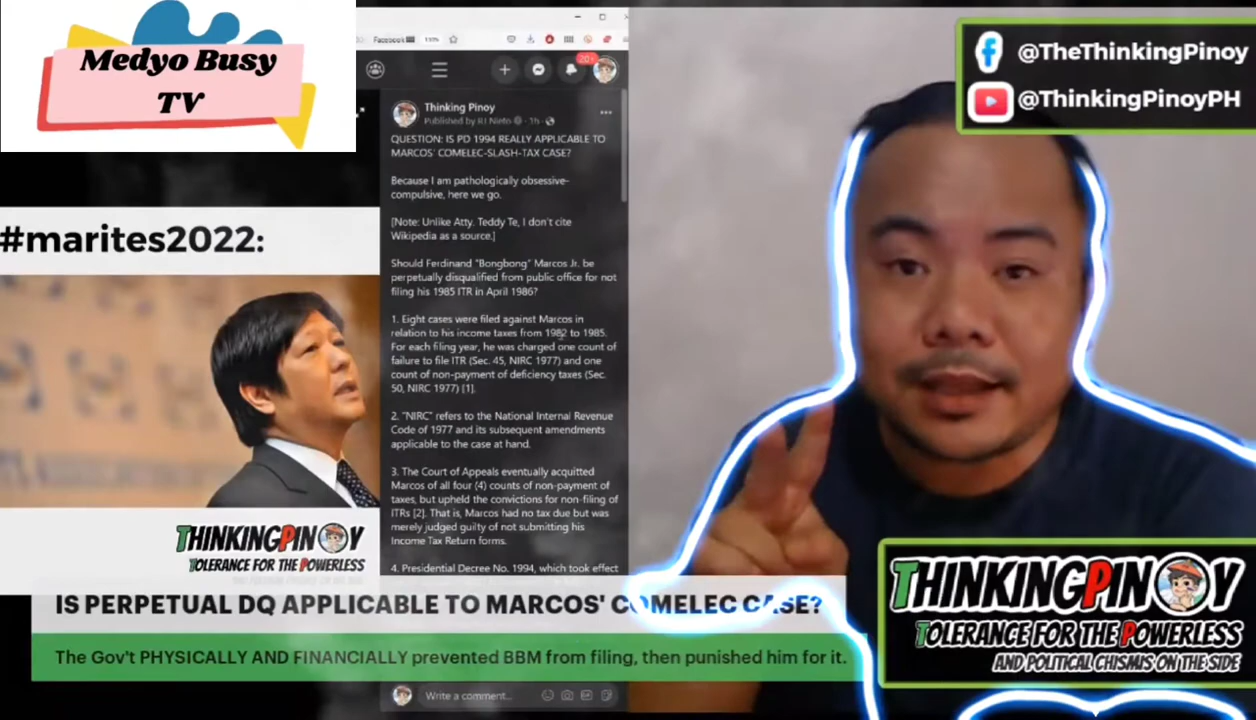 Medyo Busy
TV
#marites2022:
THINKINGPINOY
TOLERANCE FOR THE POWERLESS
Facebook
Thinking Pinoy
Published by RJ Nieto · 1h ·
QUESTION: IS PD 1994 REALLY APPLICABLE TO
MARCOS' COMELEC-SLASH-TAX CASE?
Because I am pathologically obsessive-
compulsive, here we go.
[Note: Unlike Atty. Teddy Te, I don't cite
Wikipedia as a source.]
Should Ferdinand "Bongbong" Marcos Jr. be
perpetually disqualified from public office for not
filing his 1985 ITR in April 1986?
1. Eight cases were filed against Marcos in
relation to his income taxes from 1982 to 1985.
For each filing year, he was charged one count of
failure to file ITR (Sec. 45, NIRC 1977) and one
count of non-payment of deficiency taxes (Sec.
50, NIRC 1977) [1].
2. "NIRC" refers to the National Internal Revenue
Code of 1977 and its subsequent amendments
applicable to the case at hand.
3. The Court of Appeals eventually acquitted
Marcos of all four (4) counts of non-payment of
taxes, but upheld the convictions for non-filing of
ITRs [2]. That is, Marcos had no tax due but was
merely judged guilty of not submitting his
Income Tax Return forms.
4. Presidential Decree No. 1994, which took effect
Write a comment...
@TheThinkingPinoy
@ThinkingPinoyPH
IS PERPETUAL DQ APPLICABLE TO MARCOS' COMELEC CASE?
The Gov't PHYSICALLY AND FINANCIALLY prevented BBM from filing, then punished him for it.
THINKINGPINOY
TOLERANCE FOR THE POWERLESS
AND POLITICAL CHISMIS ON THE SIDE